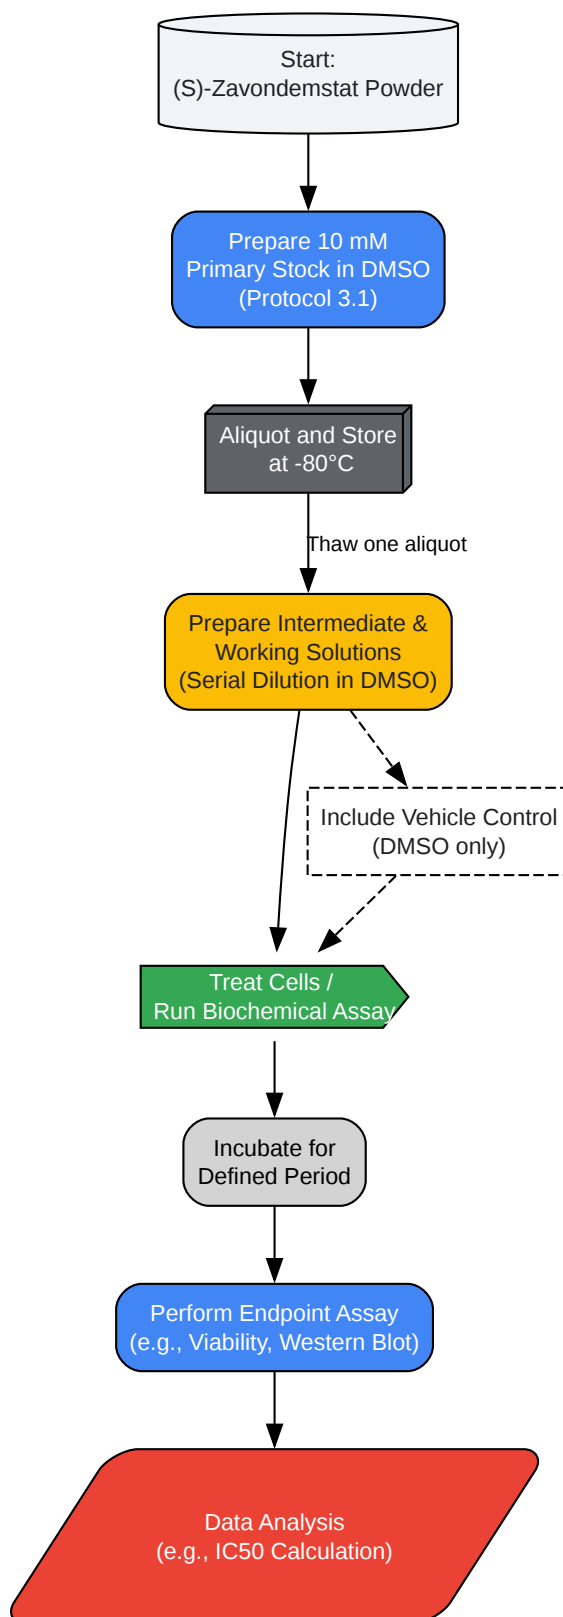 Start:
(S)-Zavondemstat Powder
Prepare 10 mM
Primary Stock in DMSO
(Protocol 3.1)
Aliquot and Store
at -80°C
Thaw one aliquot
Prepare Intermediate &
Working Solutions
(Serial Dilution in DMSO)
Include Vehicle Control
(DMSO only)
Treat Cells /
Run Biochemical Assay
Incubate for
Defined Period
Perform Endpoint Assay
(e.g., Viability, Western Blot)
Data Analysis
(e.g., IC50 Calculation)